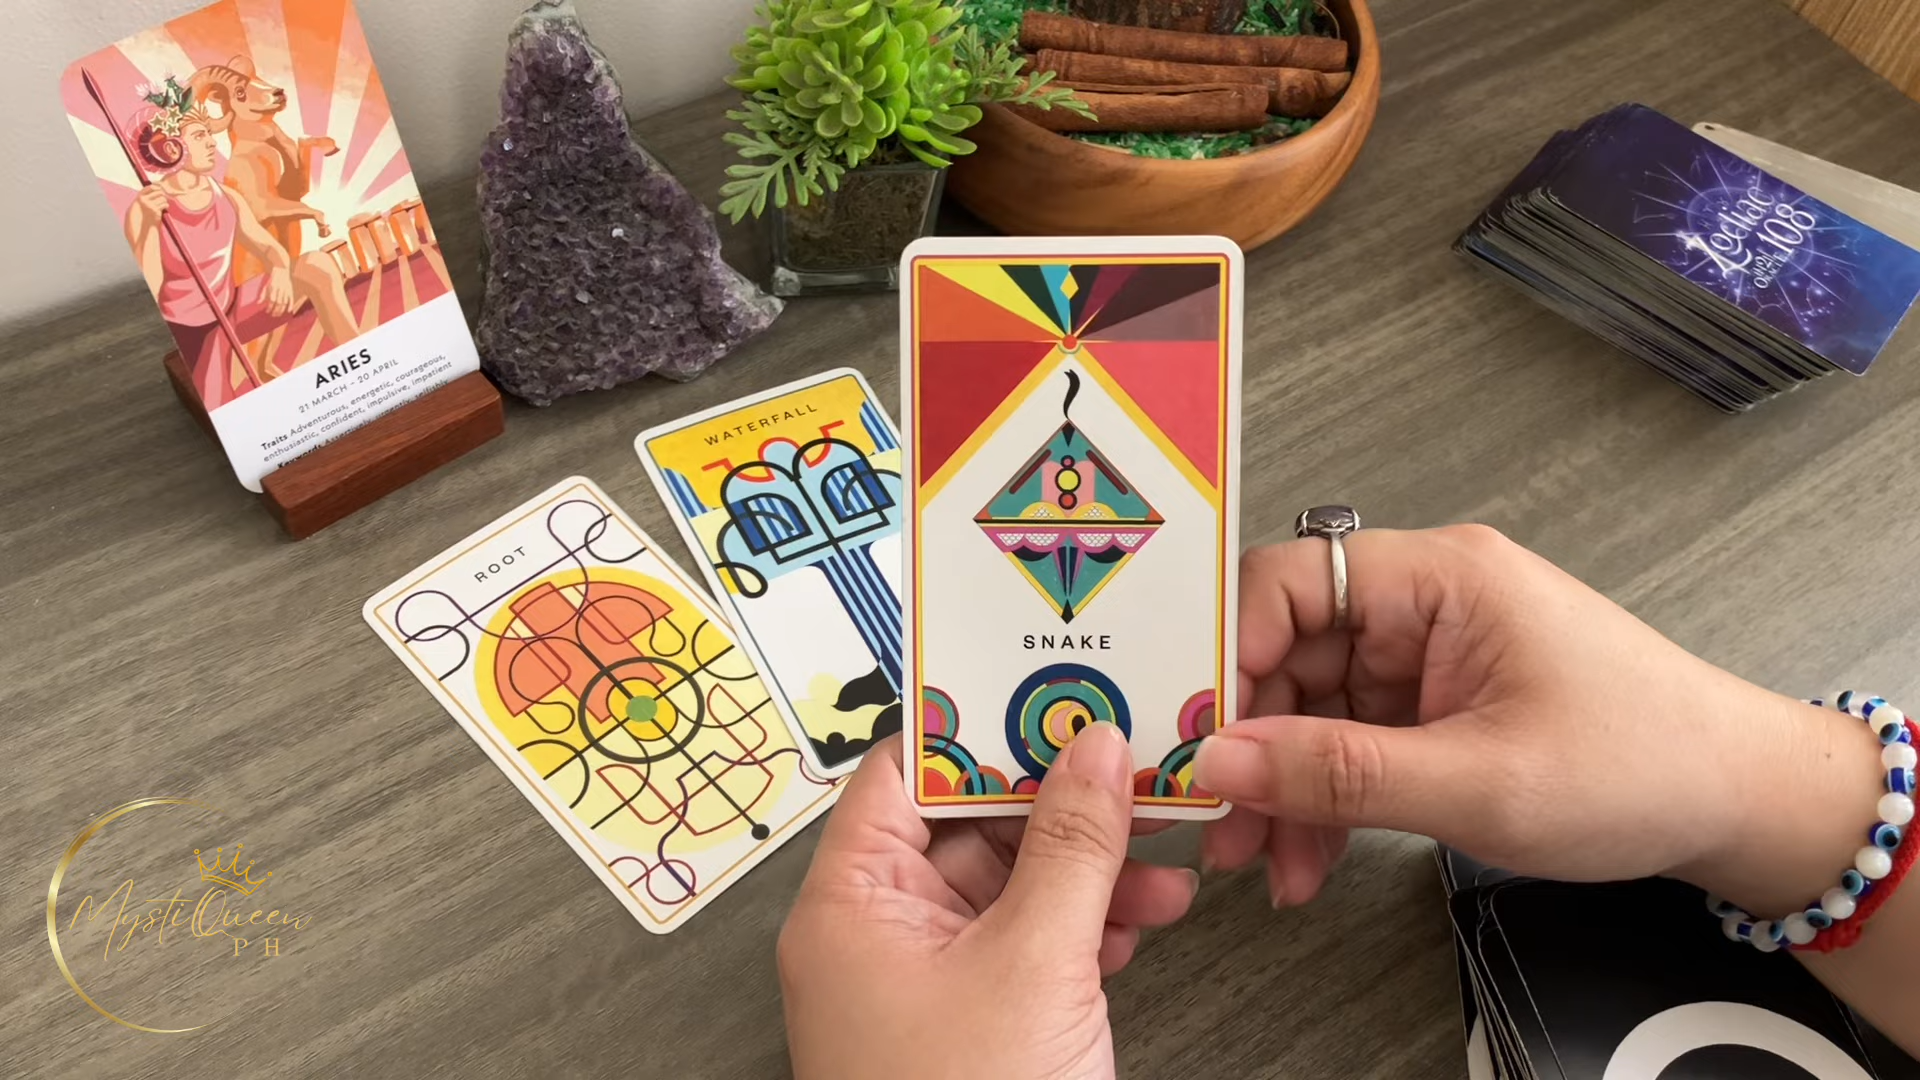 ARIES
21 MARCH – 20 APRIL
Traits Adventurous, energetic, courageous,
enthusiastic, confident, impulsive, impatient
WATERFALL
ROOT
SNAKE
Zodiac
108
MystiQueen
PH